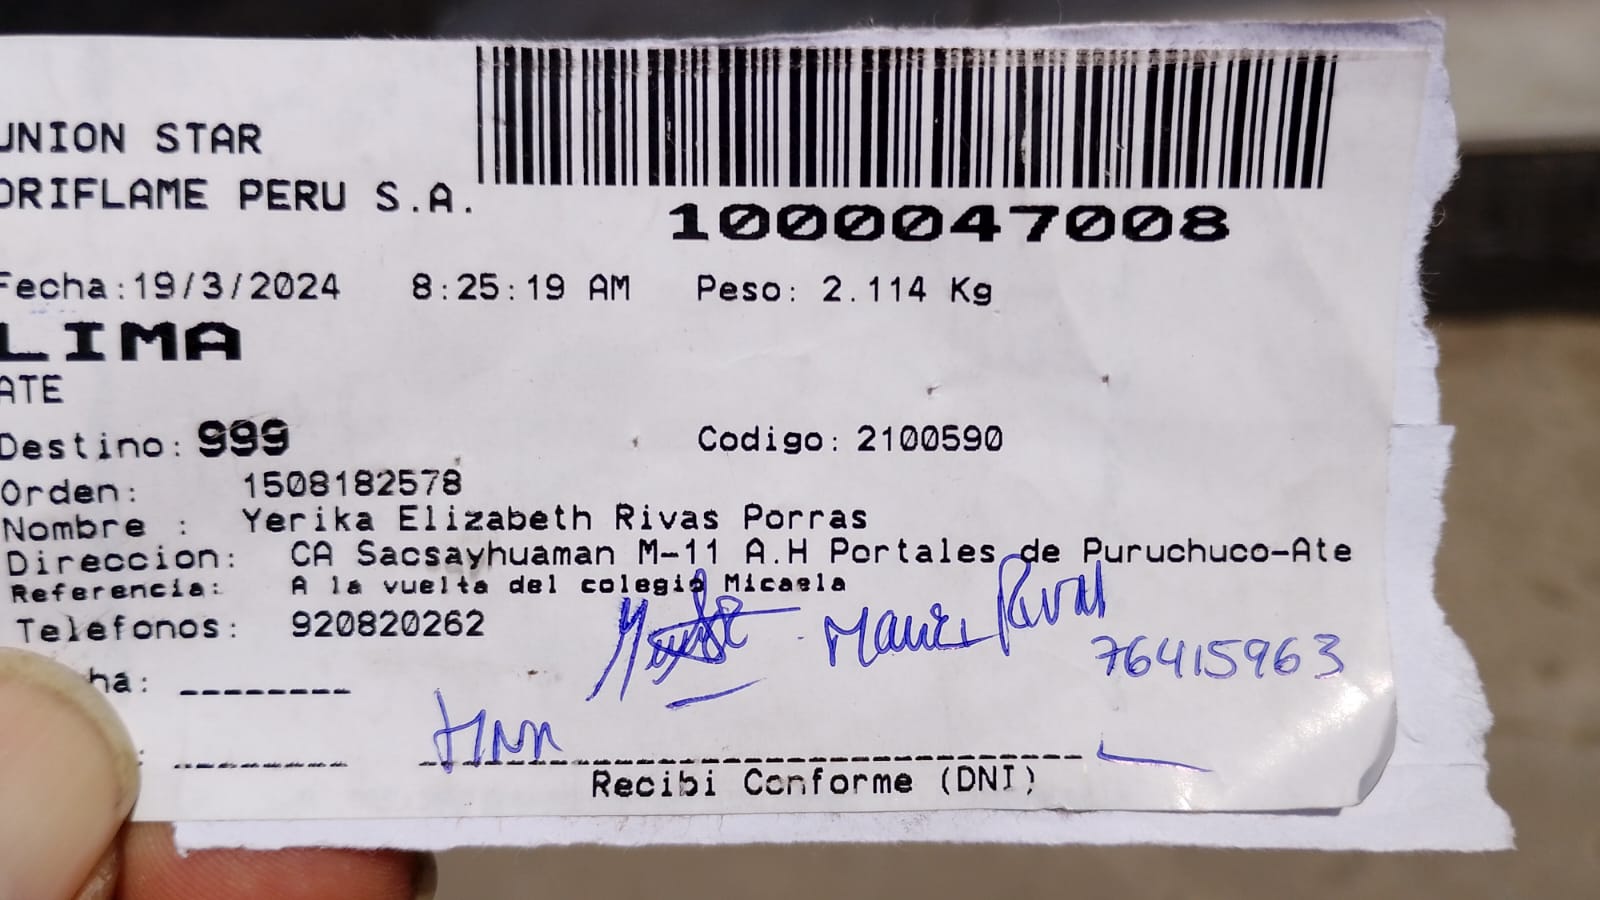 UNION STAR
ORIFLAME PERU S.A.
1000047008
Fecha:19/3/2024 8:25:19 AM Peso: 2.114 Kg
LIMA
ATE
Destino: 999 Codigo: 2100590
Orden: 1508182578
Nombre : Yerika Elizabeth Rivas Porras
Direccion: CA Sacsayhuaman M-11 A.H Portales de Puruchuco-Ate
Referencia: A la vuelta del colegio Micaela
Telefonos: 920820262
Rivas
76415963
ha: --------
: --------
Recibi Conforme (DNI)